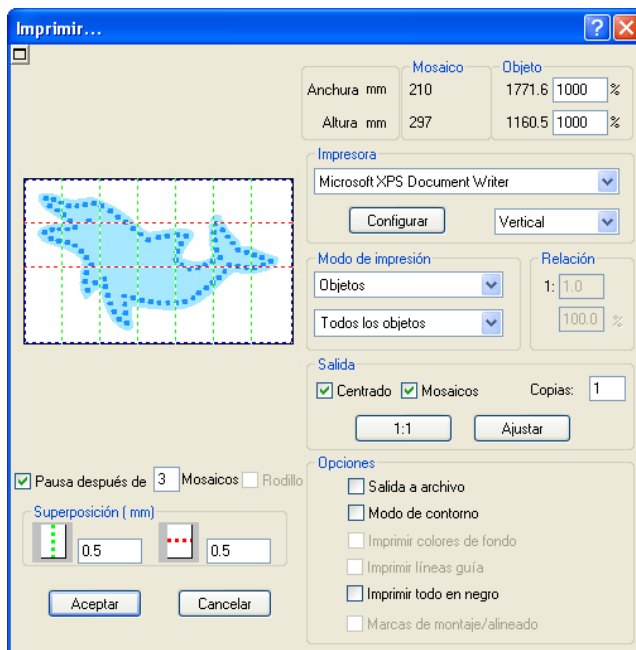 Imprimir...
Mosaico Objeto
Anchura mm 210 1771.6 1000 %
Altura mm 297 1160.5 1000 %
Impresora
Microsoft XPS Document Writer
Configurar Vertical
Modo de impresión Relación
Objetos 1: 1.0
Todos los objetos 100.0 %
Salida
Centrado Mosaicos Copias: 1
1:1 Ajustar
Pausa después de 3 Mosaicos Rodillo
Superposición ( mm)
0.5 0.5
Aceptar Cancelar
Opciones
Salida a archivo
Modo de contorno
Imprimir colores de fondo
Imprimir líneas guía
Imprimir todo en negro
Marcas de montaje/alineado